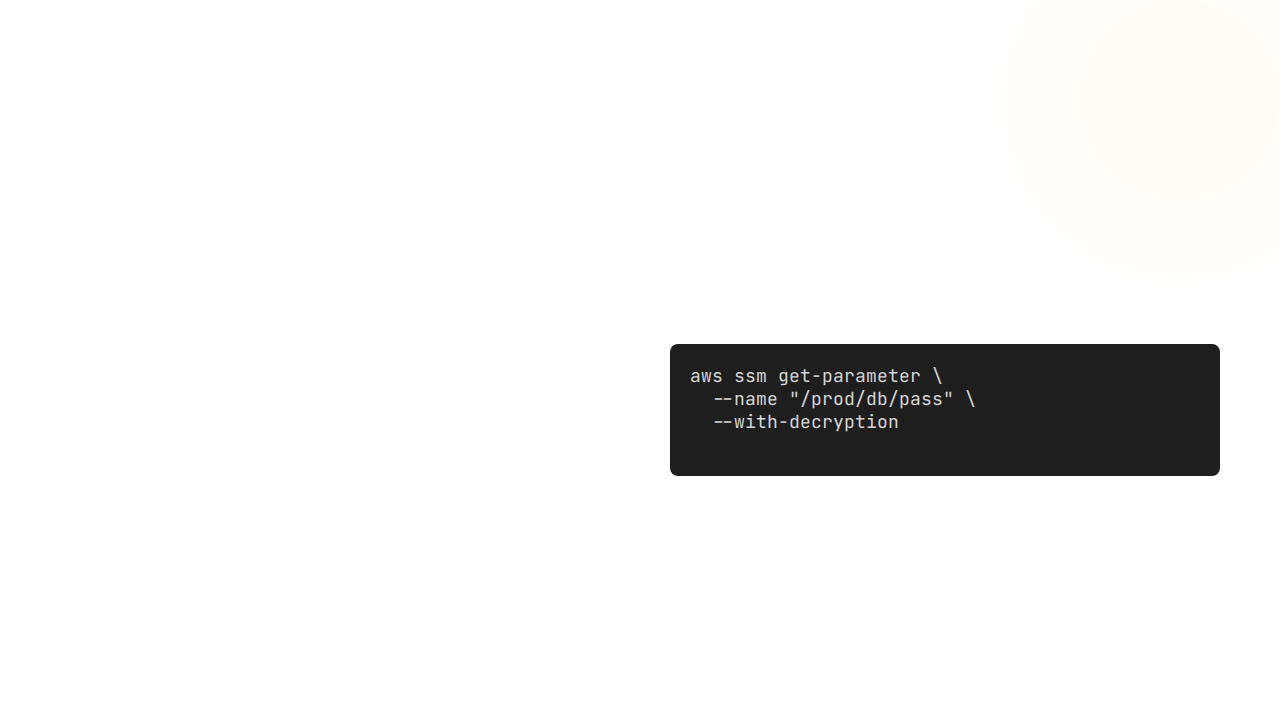 aws ssm get-parameter \
  --name "/prod/db/pass" \
  --with-decryption